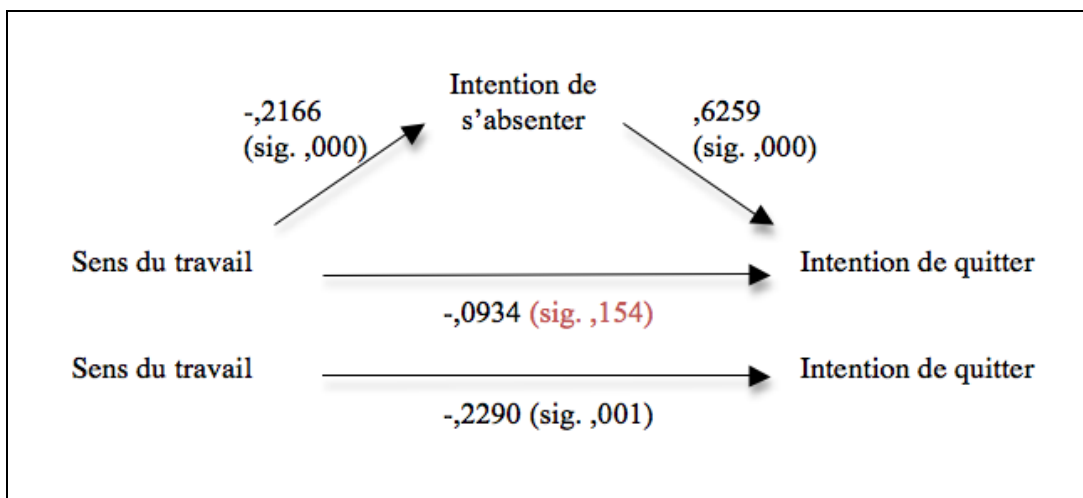 Intention de
s’absenter
-,2166
(sig. ,000)
,6259
(sig. ,000)
Sens du travail
Intention de quitter
-,0934 (sig. ,154)
Sens du travail
Intention de quitter
-,2290 (sig. ,001)